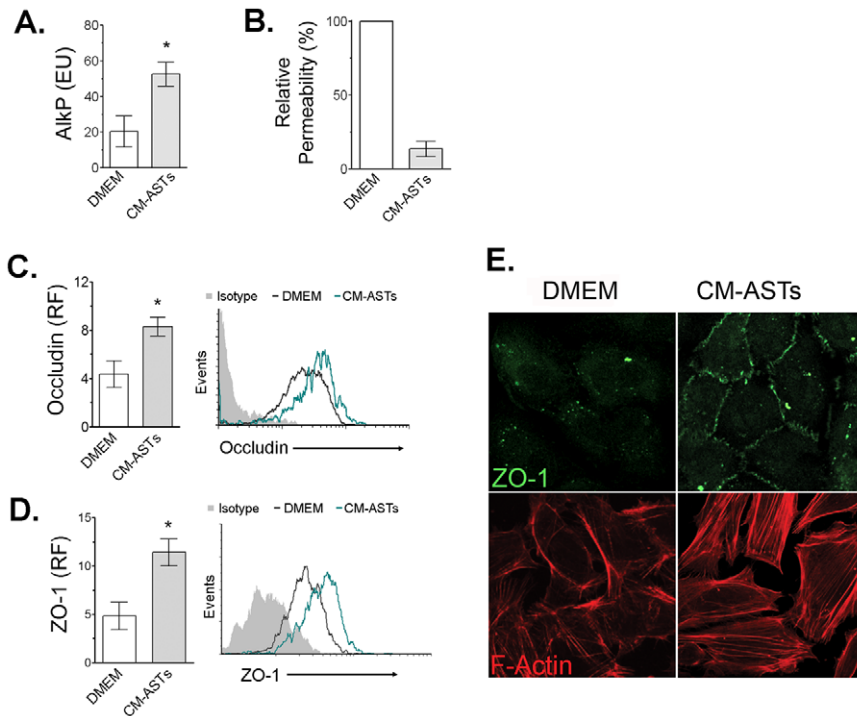 A.
AlkP (EU)
80
60
40
20
0
*
DMEM
CM-ASTs
B.
Relative
Permeability (%)
100
50
0
DMEM
CM-ASTs
C.
Occludin (RF)
12
8
4
0
*
DMEM
CM-ASTs
Isotype DMEM CM-ASTs
Events
Occludin
D.
ZO-1 (RF)
15
10
5
0
*
DMEM
CM-ASTs
Isotype DMEM CM-ASTs
Events
ZO-1
E.
DMEM CM-ASTs
ZO-1
F-Actin